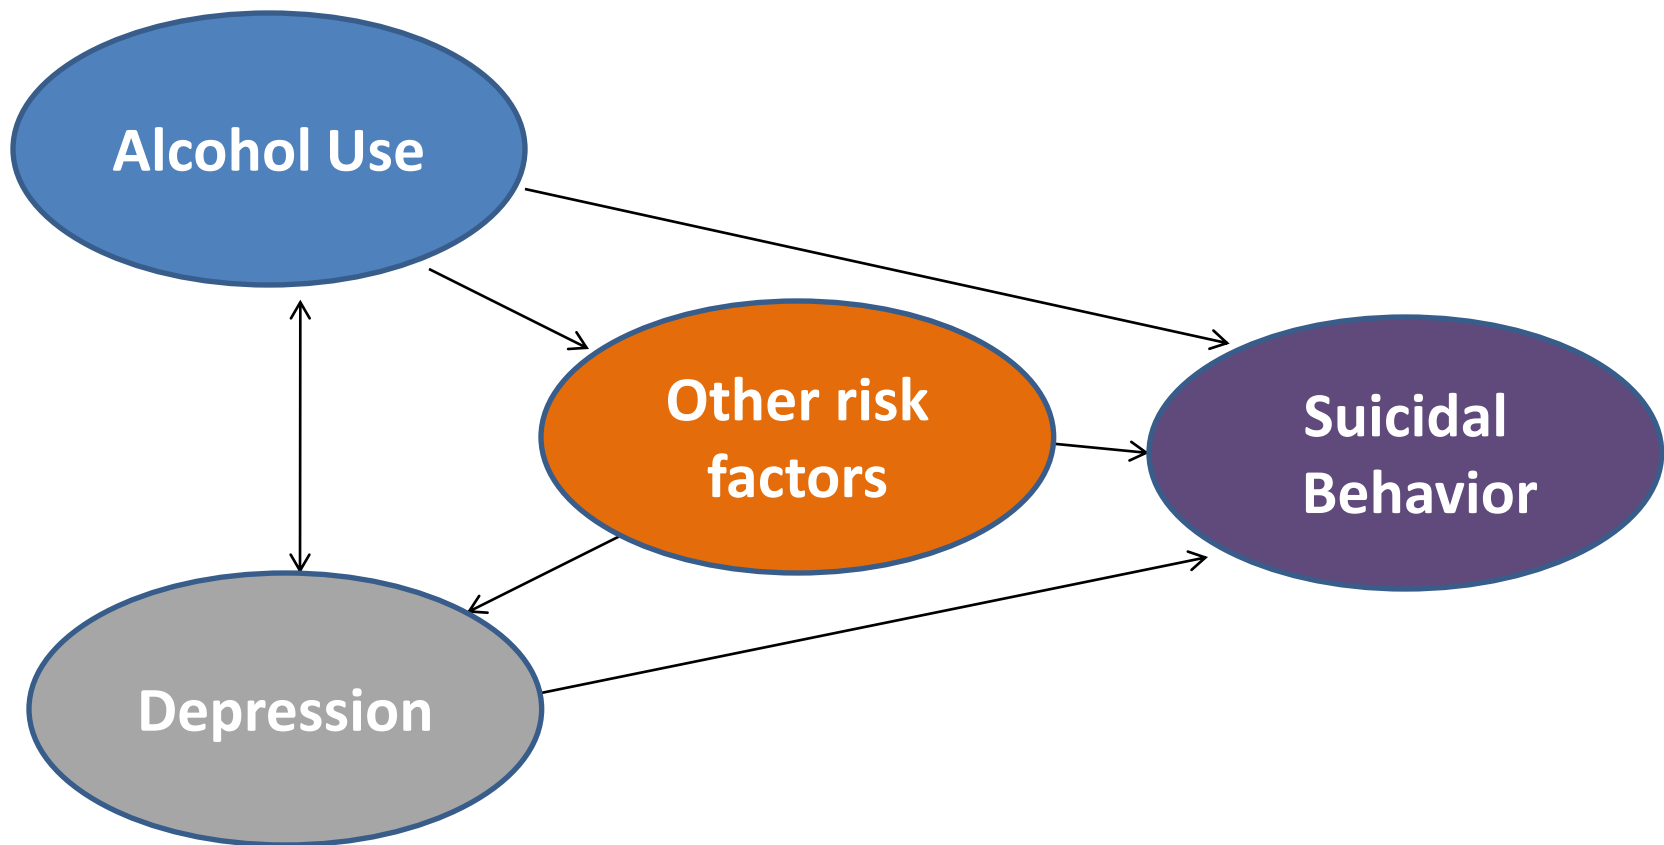 Alcohol Use
Other risk
factors
Suicidal
Behavior
Depression